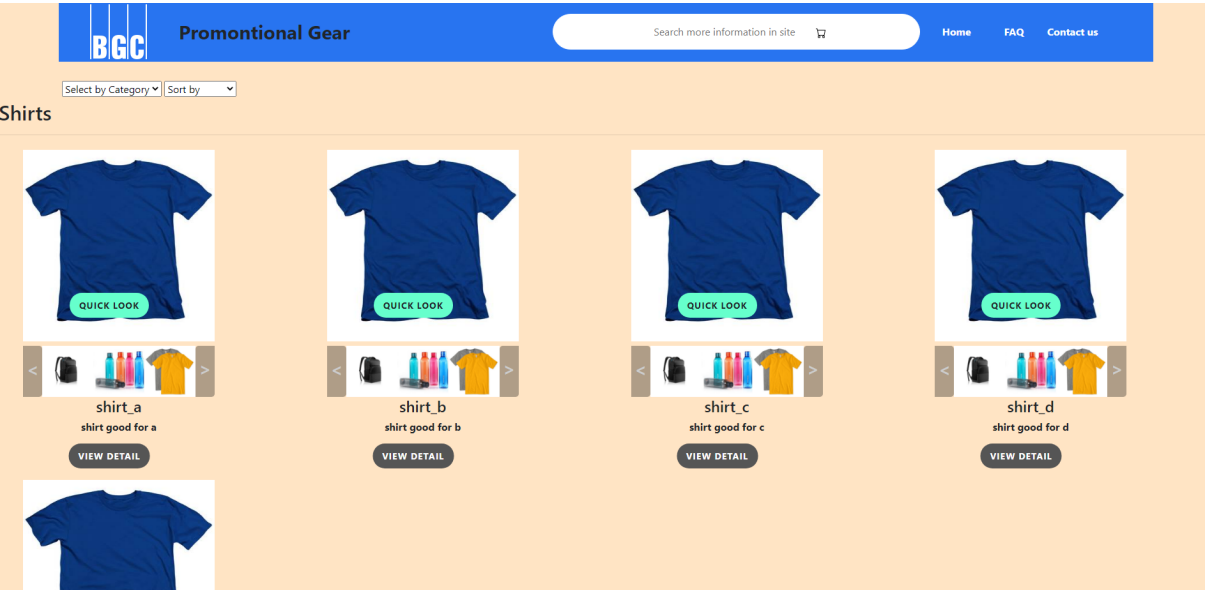 BGC Promontional Gear Search more information in site Home FAQ Contact us
Select by Category Sort by
Shirts
QUICK LOOK QUICK LOOK QUICK LOOK QUICK LOOK
< > < > < > < >
shirt_a shirt_b shirt_c shirt_d
shirt good for a shirt good for b shirt good for c shirt good for d
VIEW DETAIL VIEW DETAIL VIEW DETAIL VIEW DETAIL